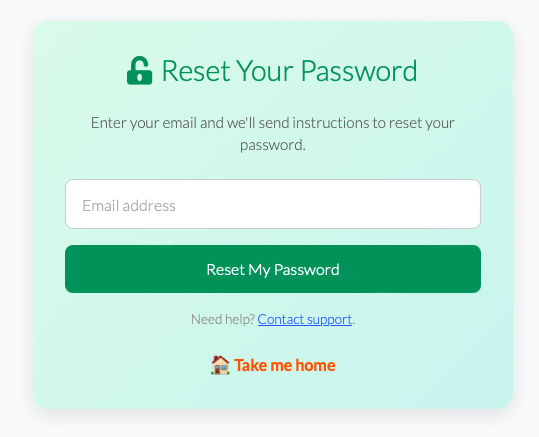 Reset Your Password
Enter your email and we'll send instructions to reset your
password.
Email address
Reset My Password
Need help? Contact support.
Take me home